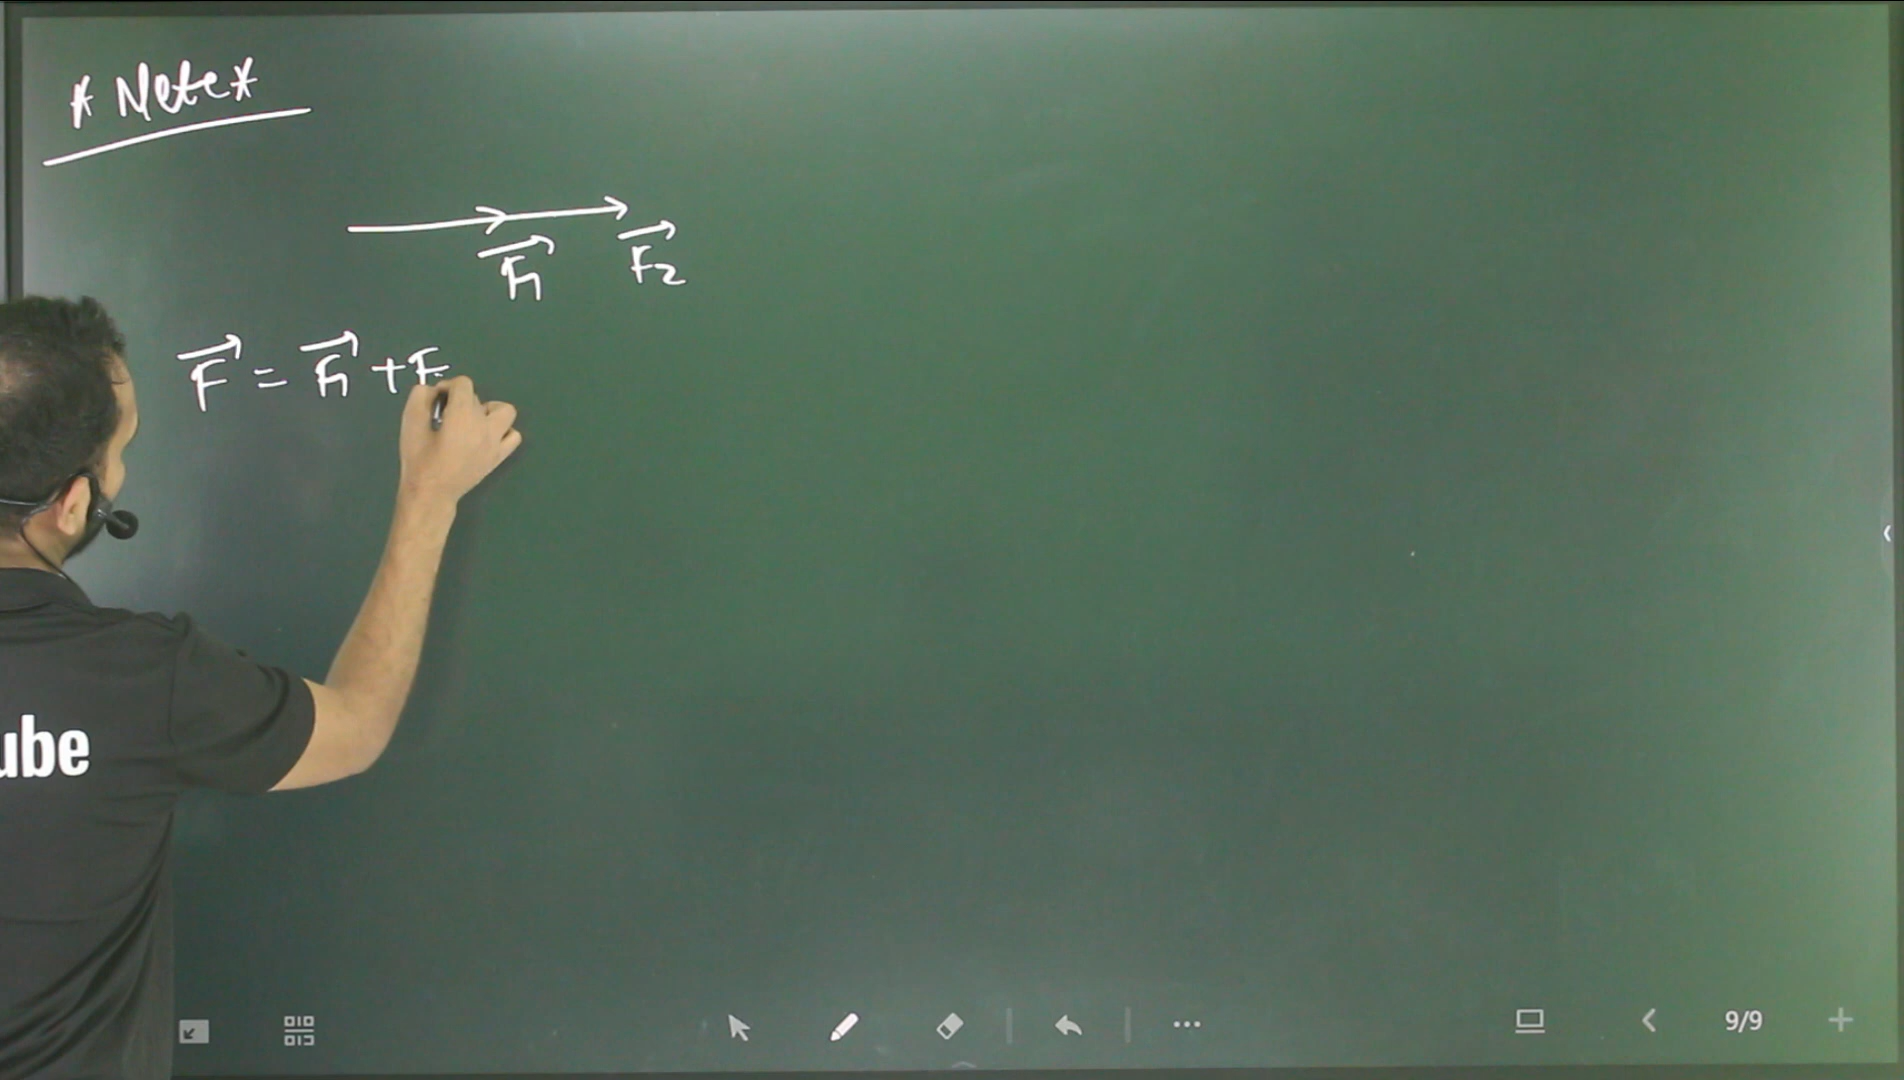 * Note *
F₁ F₂
F = F₁ + F
ube
9/9